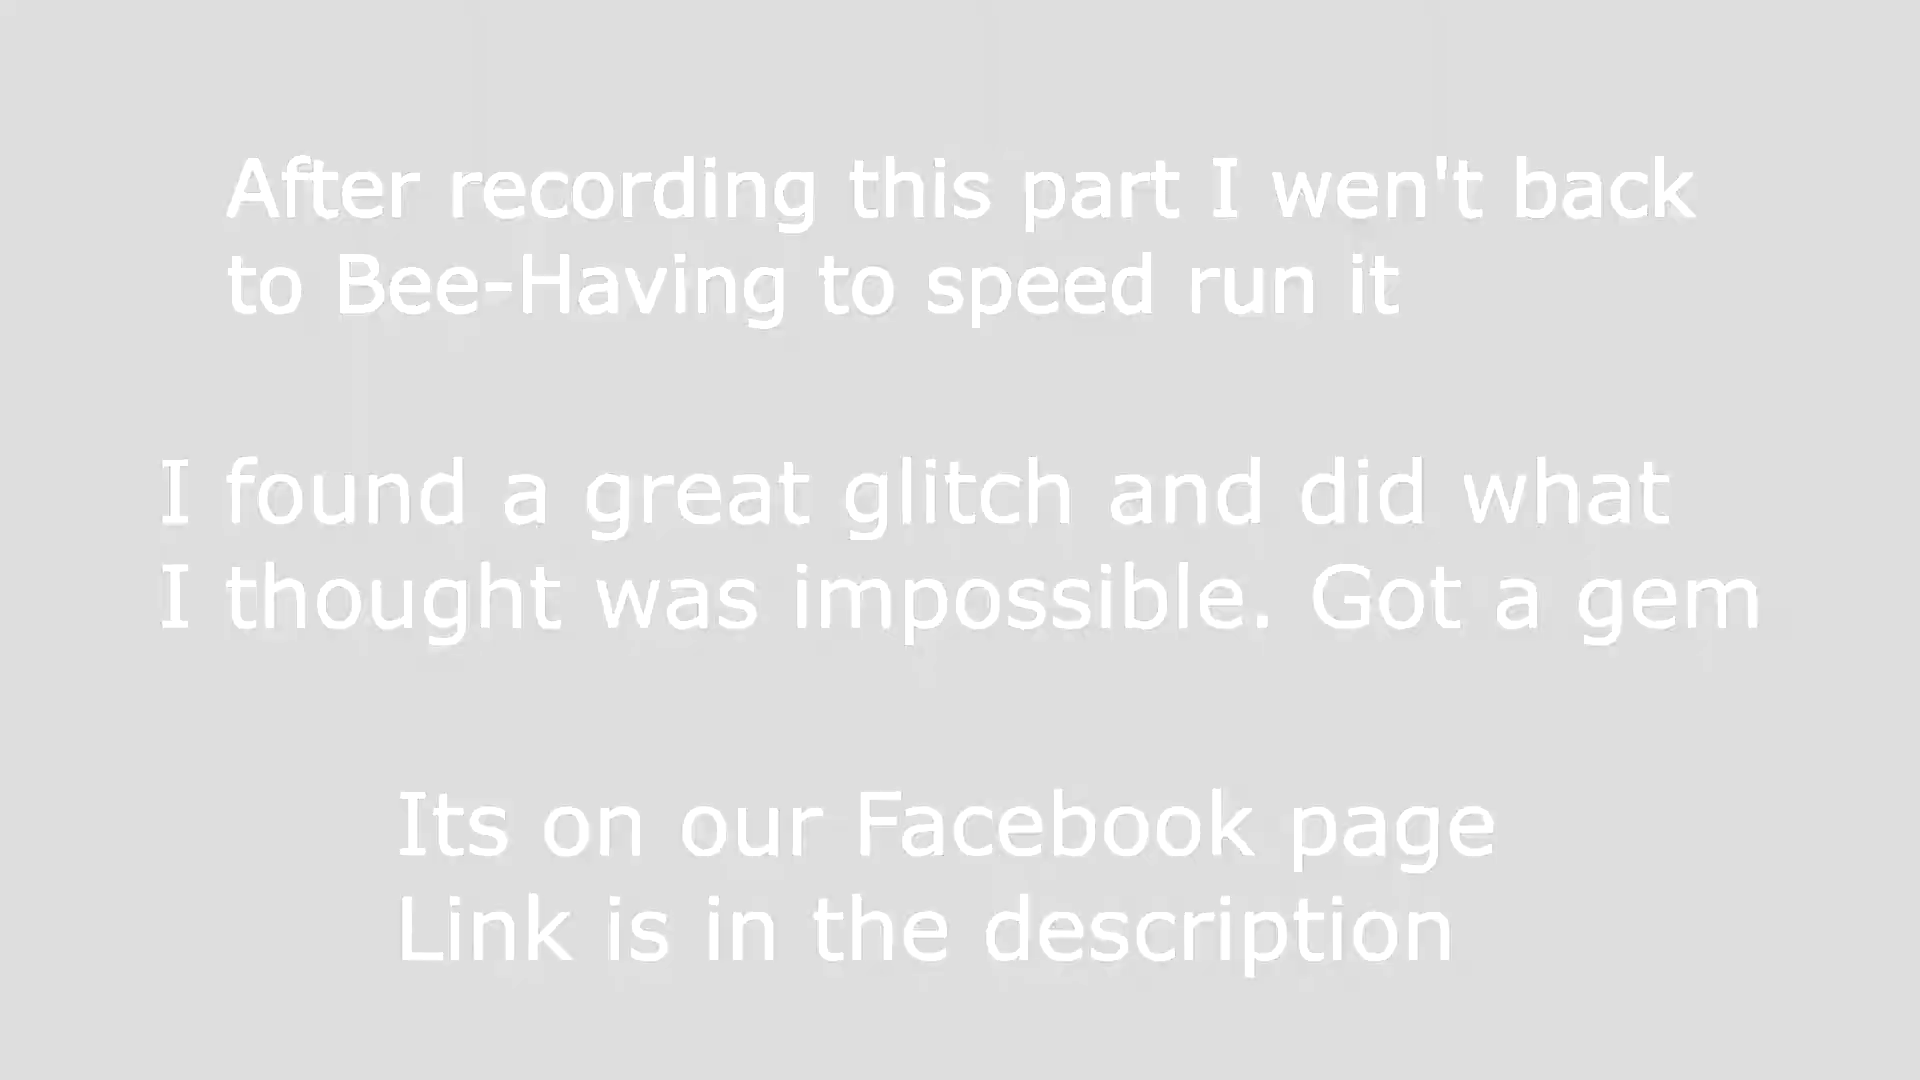 After recording this part I wen't back
to Bee-Having to speed run it
I found a great glitch and did what
I thought was impossible. Got a gem
Its on our Facebook page
Link is in the description